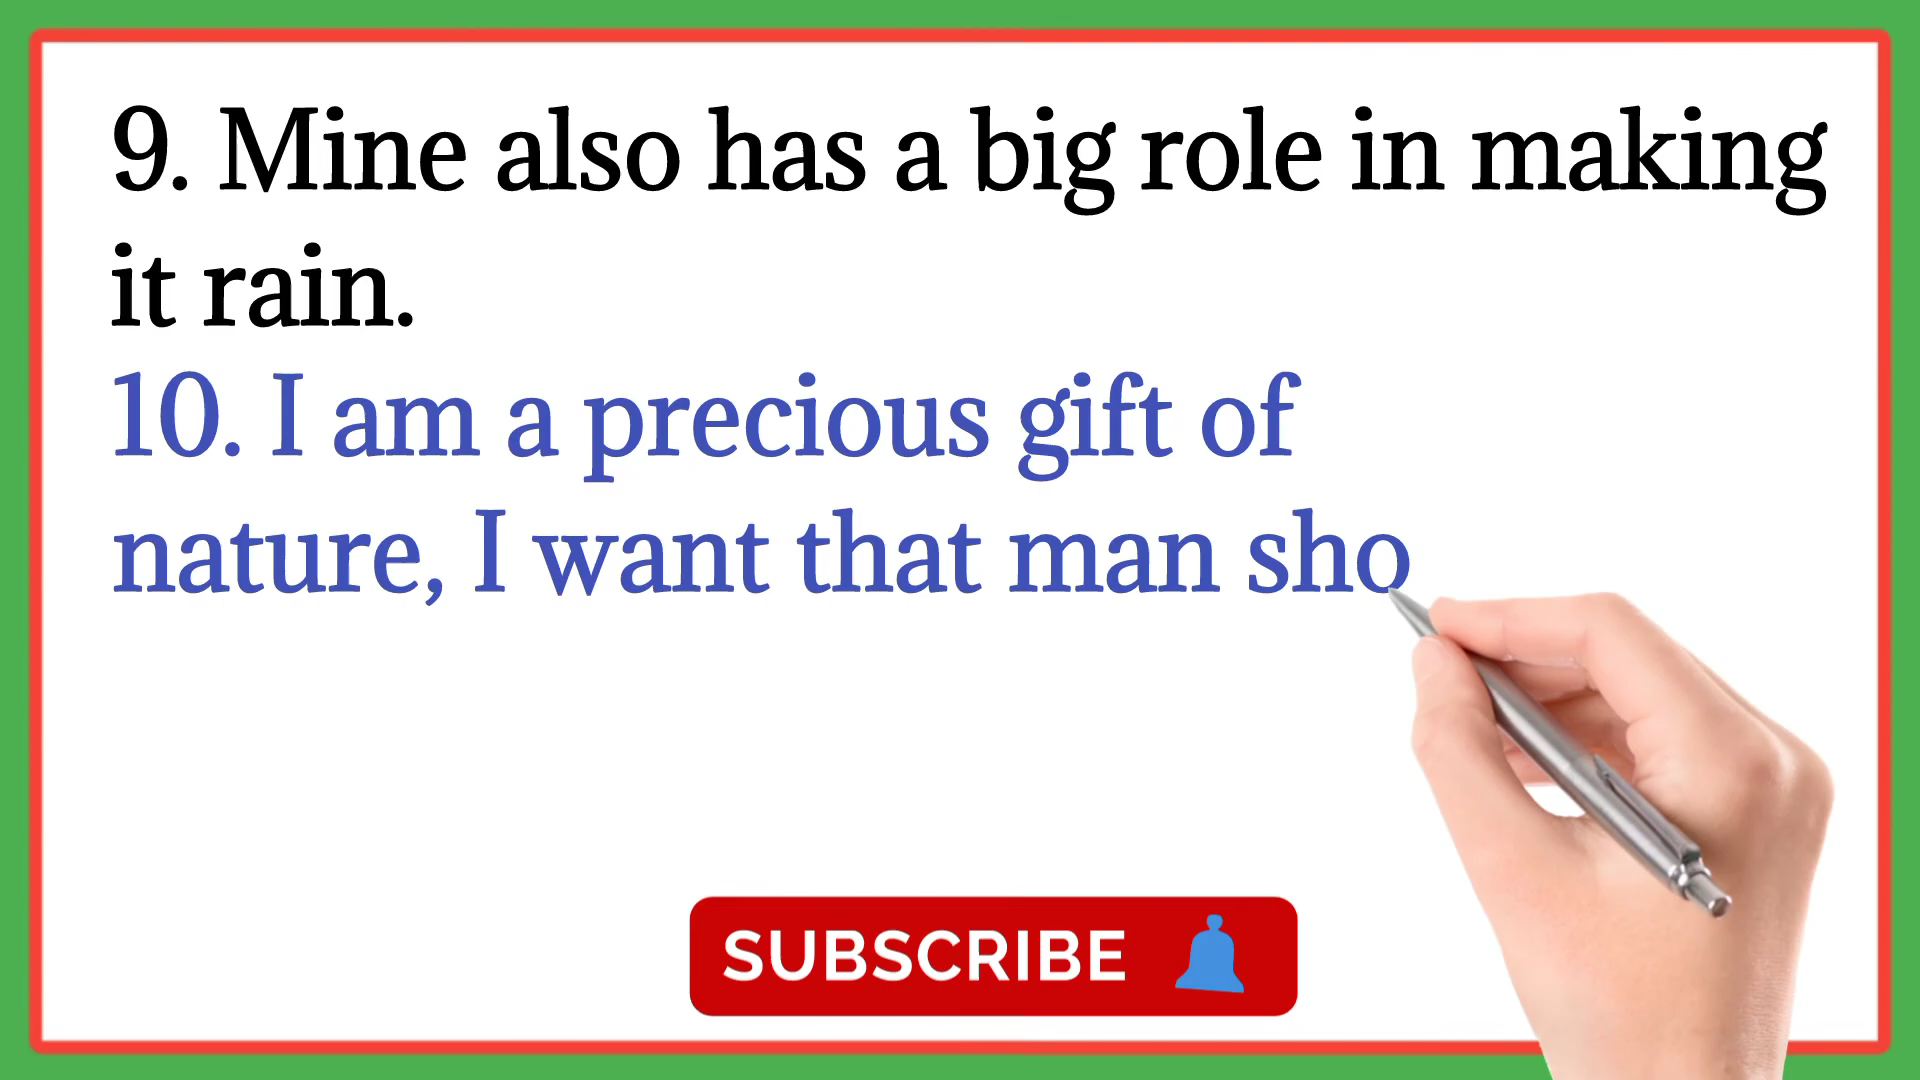 9. Mine also has a big role in making
it rain.
10. I am a precious gift of
nature, I want that man sho
SUBSCRIBE